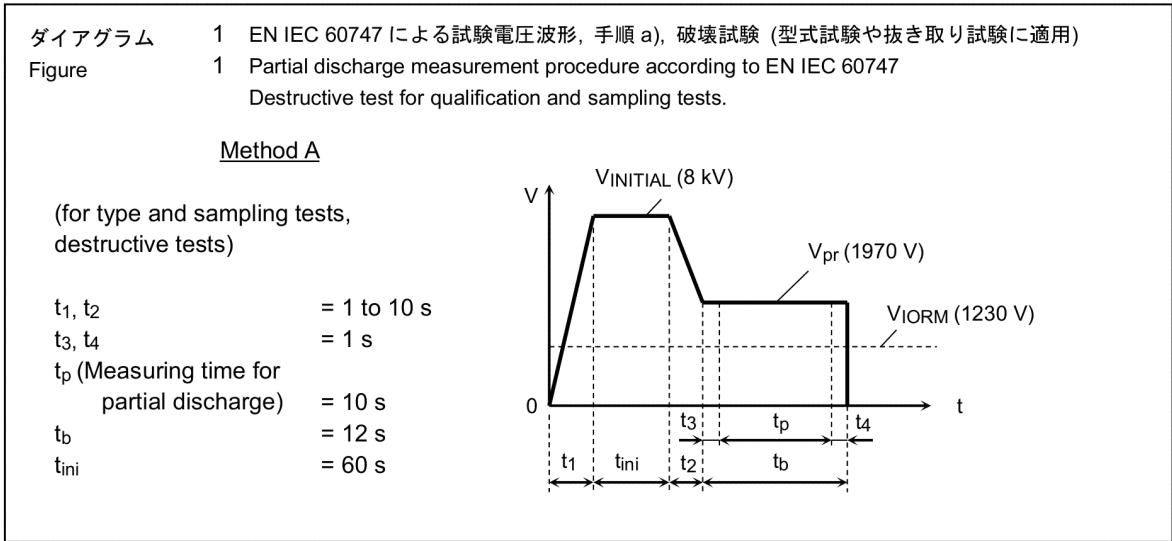 ダイアグラム 1 EN IEC 60747 による試験電圧波形, 手順 a), 破壊試験 (型式試験や抜き取り試験に適用)
Figure 1 Partial discharge measurement procedure according to EN IEC 60747
Destructive test for qualification and sampling tests.
Method A
(for type and sampling tests,
destructive tests)
t1, t2 = 1 to 10 s
t3, t4 = 1 s
tp (Measuring time for
partial discharge) = 10 s
tb = 12 s
tini = 60 s
V
VINITIAL (8 kV)
Vpr (1970 V)
VIORM (1230 V)
0
t
t3 tp t4
t1 tini t2 tb